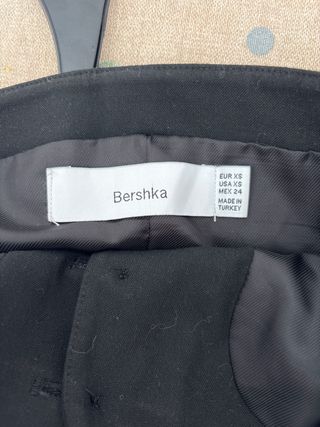 Bershka
EUR XS
USA XS
MEX 24
MADE IN
TURKEY